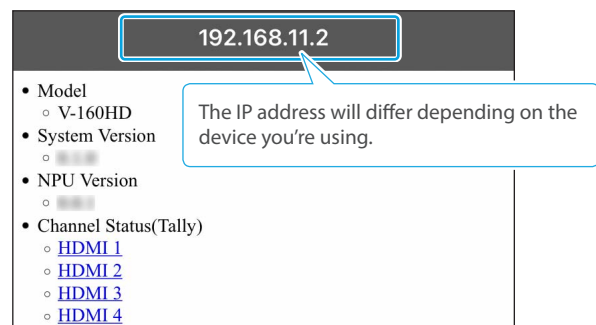 192.168.11.2
The IP address will differ depending on the
device you’re using.
• Model
◦ V-160HD
• System Version
• NPU Version
• Channel Status(Tally)
◦ HDMI 1
◦ HDMI 2
◦ HDMI 3
◦ HDMI 4